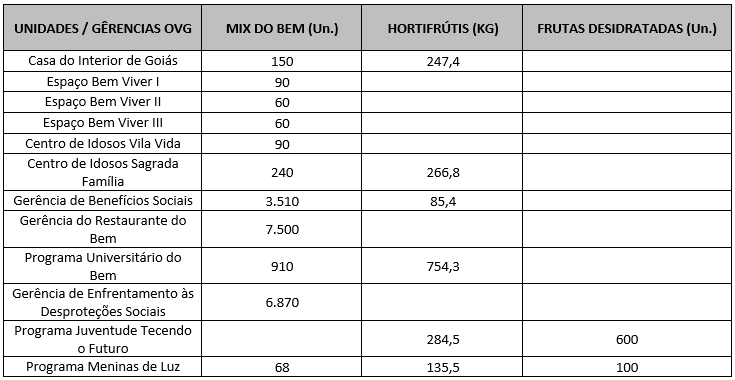 UNIDADES / GÊRENCIAS OVG MIX DO BEM (Un.) HORTIFRÚTIS (KG) FRUTAS DESIDRATADAS (Un.)
Casa do Interior de Goiás 150 247,4
Espaço Bem Viver I 90
Espaço Bem Viver II 60
Espaço Bem Viver III 60
Centro de Idosos Vila Vida 90
Centro de Idosos Sagrada
Família 240 266,8
Gerência de Benefícios Sociais 3.510 85,4
Gerência do Restaurante do
Bem 7.500
Programa Universitário do
Bem 910 754,3
Gerência de Enfrentamento às
Desproteções Sociais 6.870
Programa Juventude Tecendo
o Futuro 284,5 600
Programa Meninas de Luz 68 135,5 100